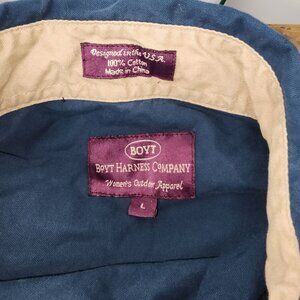 Designed in the U.S.A.
100% Cotton
Made in China
BOYT
BOYT HARNESS COMPANY
Women's Outdoor Apparel
L